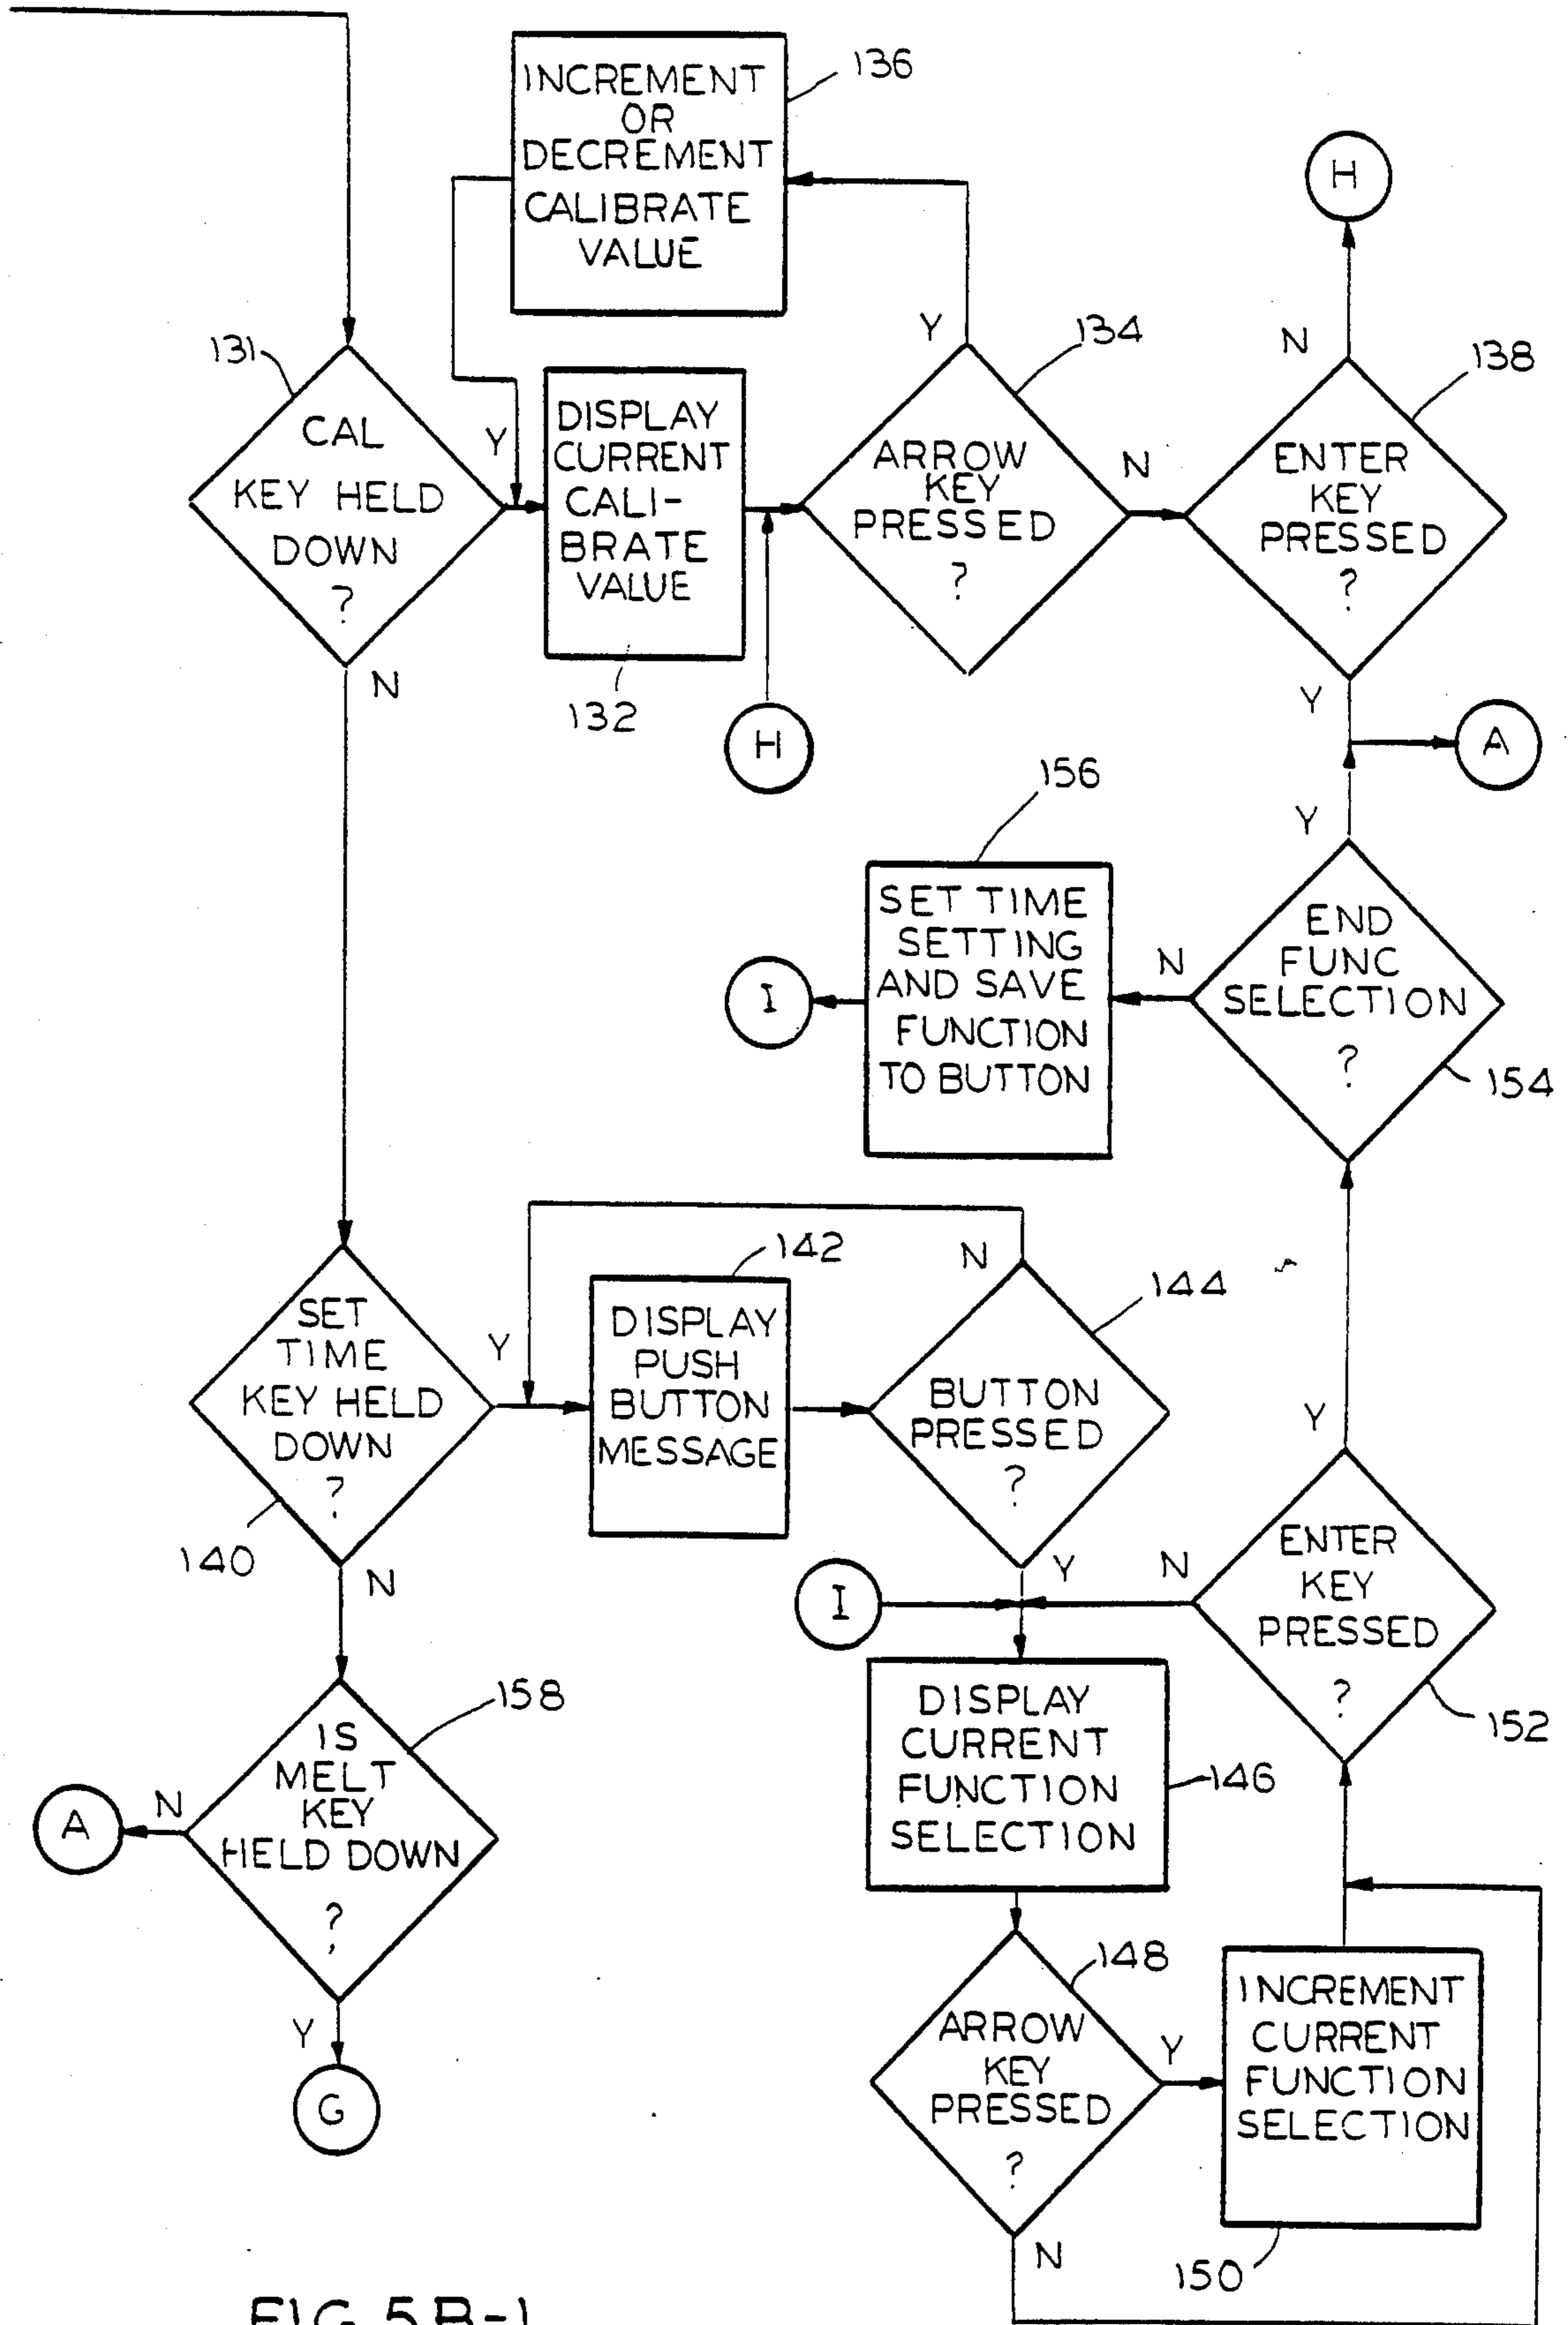 INCREMENT
OR
DECREMENT
CALIBRATE
VALUE
136
H
131
CAL
KEY HELD
DOWN
?
Y
N
DISPLAY
CURRENT
CALI-
BRATE
VALUE
132
H
Y
134
ARROW
KEY
PRESSED
?
N
N
138
ENTER
KEY
PRESSED
?
Y
A
156
SET TIME
SETTING
AND SAVE
FUNCTION
TO BUTTON
I
N
Y
END
FUNC
SELECTION
?
154
SET
TIME
KEY HELD
DOWN
?
140
Y
N
142
DISPLAY
PUSH
BUTTON
MESSAGE
N
144
BUTTON
PRESSED
?
Y
I
N
Y
ENTER
KEY
PRESSED
?
152
158
IS
MELT
KEY
HELD DOWN
?
N
A
Y
G
DISPLAY
CURRENT
FUNCTION
SELECTION
146
148
ARROW
KEY
PRESSED
?
Y
N
INCREMENT
CURRENT
FUNCTION
SELECTION
150
FIG. 5B-1